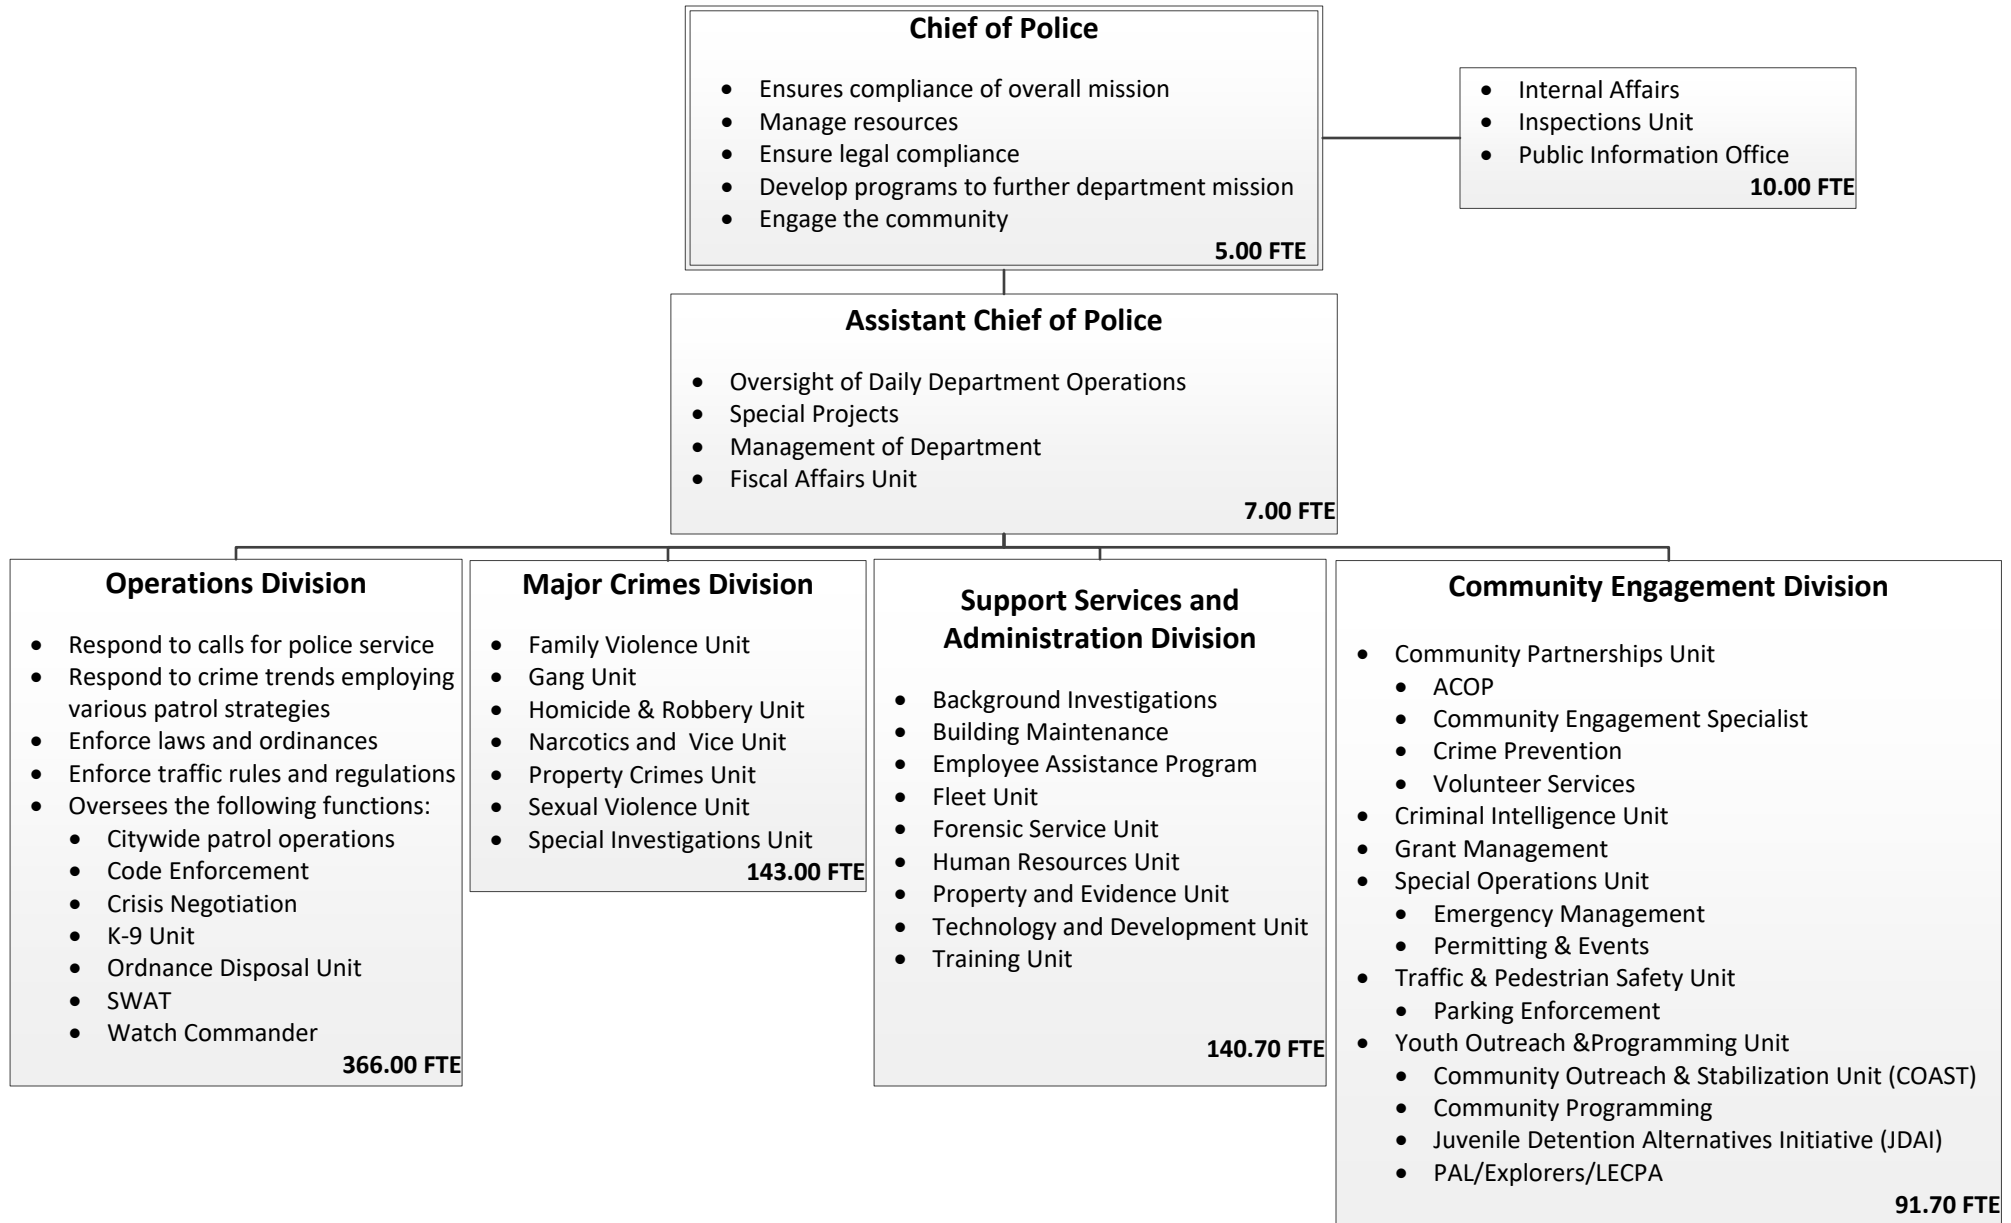 Chief of Police
• Ensures compliance of overall mission
• Manage resources
• Ensure legal compliance
• Develop programs to further department mission
• Engage the community
5.00 FTE
• Internal Affairs
• Inspections Unit
• Public Information Office
10.00 FTE
Assistant Chief of Police
• Oversight of Daily Department Operations
• Special Projects
• Management of Department
• Fiscal Affairs Unit
7.00 FTE
Operations Division
• Respond to calls for police service
• Respond to crime trends employing
various patrol strategies
• Enforce laws and ordinances
• Enforce traffic rules and regulations
• Oversees the following functions:
• Citywide patrol operations
• Code Enforcement
• Crisis Negotiation
• K-9 Unit
• Ordnance Disposal Unit
• SWAT
• Watch Commander
366.00 FTE
Major Crimes Division
• Family Violence Unit
• Gang Unit
• Homicide & Robbery Unit
• Narcotics and  Vice Unit
• Property Crimes Unit
• Sexual Violence Unit
• Special Investigations Unit
143.00 FTE
Support Services and
Administration Division
• Background Investigations
• Building Maintenance
• Employee Assistance Program
• Fleet Unit
• Forensic Service Unit
• Human Resources Unit
• Property and Evidence Unit
• Technology and Development Unit
• Training Unit
140.70 FTE
Community Engagement Division
• Community Partnerships Unit
• ACOP
• Community Engagement Specialist
• Crime Prevention
• Volunteer Services
• Criminal Intelligence Unit
• Grant Management
• Special Operations Unit
• Emergency Management
• Permitting & Events
• Traffic & Pedestrian Safety Unit
• Parking Enforcement
• Youth Outreach &Programming Unit
• Community Outreach & Stabilization Unit (COAST)
• Community Programming
• Juvenile Detention Alternatives Initiative (JDAI)
• PAL/Explorers/LECPA
91.70 FTE